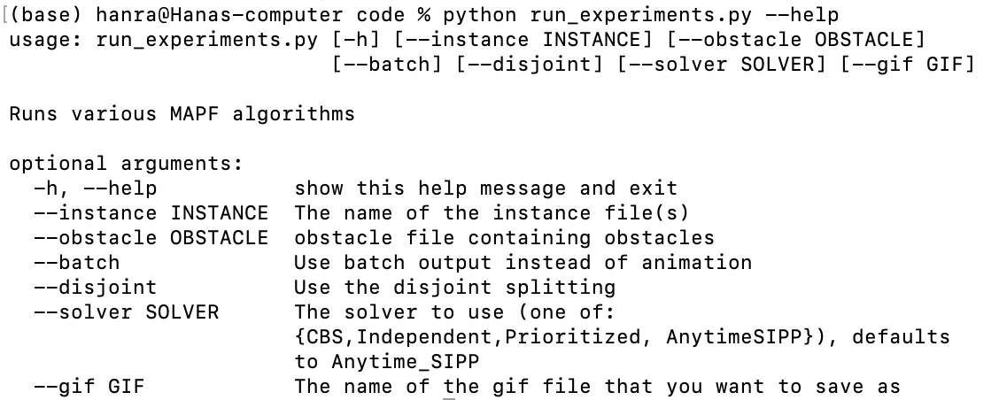 (base) hanra@Hanas-computer code % python run_experiments.py --help
usage: run_experiments.py [-h] [--instance INSTANCE] [--obstacle OBSTACLE]
                          [--batch] [--disjoint] [--solver SOLVER] [--gif GIF]

Runs various MAPF algorithms

optional arguments:
  -h, --help           show this help message and exit
  --instance INSTANCE  The name of the instance file(s)
  --obstacle OBSTACLE  obstacle file containing obstacles
  --batch              Use batch output instead of animation
  --disjoint           Use the disjoint splitting
  --solver SOLVER      The solver to use (one of:
                       {CBS,Independent,Prioritized, AnytimeSIPP}), defaults
                       to Anytime_SIPP
  --gif GIF            The name of the gif file that you want to save as